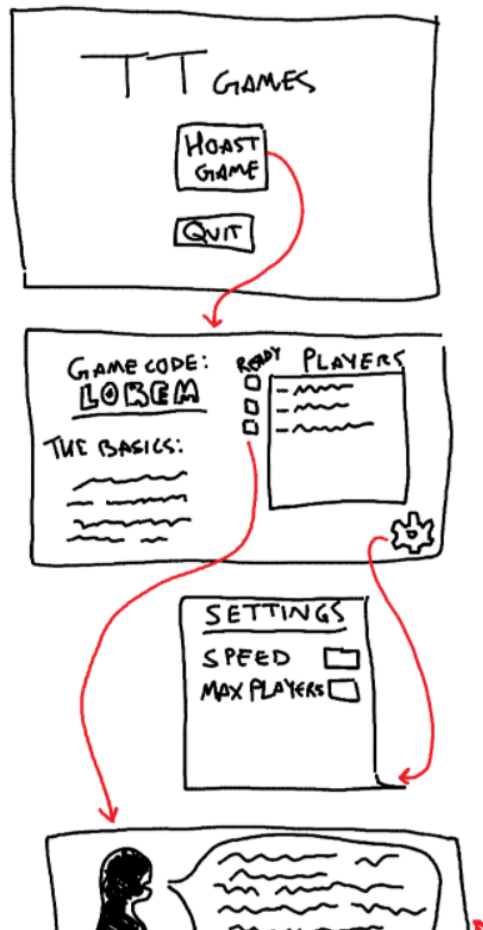 TT GAMES
HOAST
GAME
QUIT
GAME CODE:
LOREM
READY
PLAYERS
THE BASICS:
SETTINGS
SPEED
MAX PLAYERS